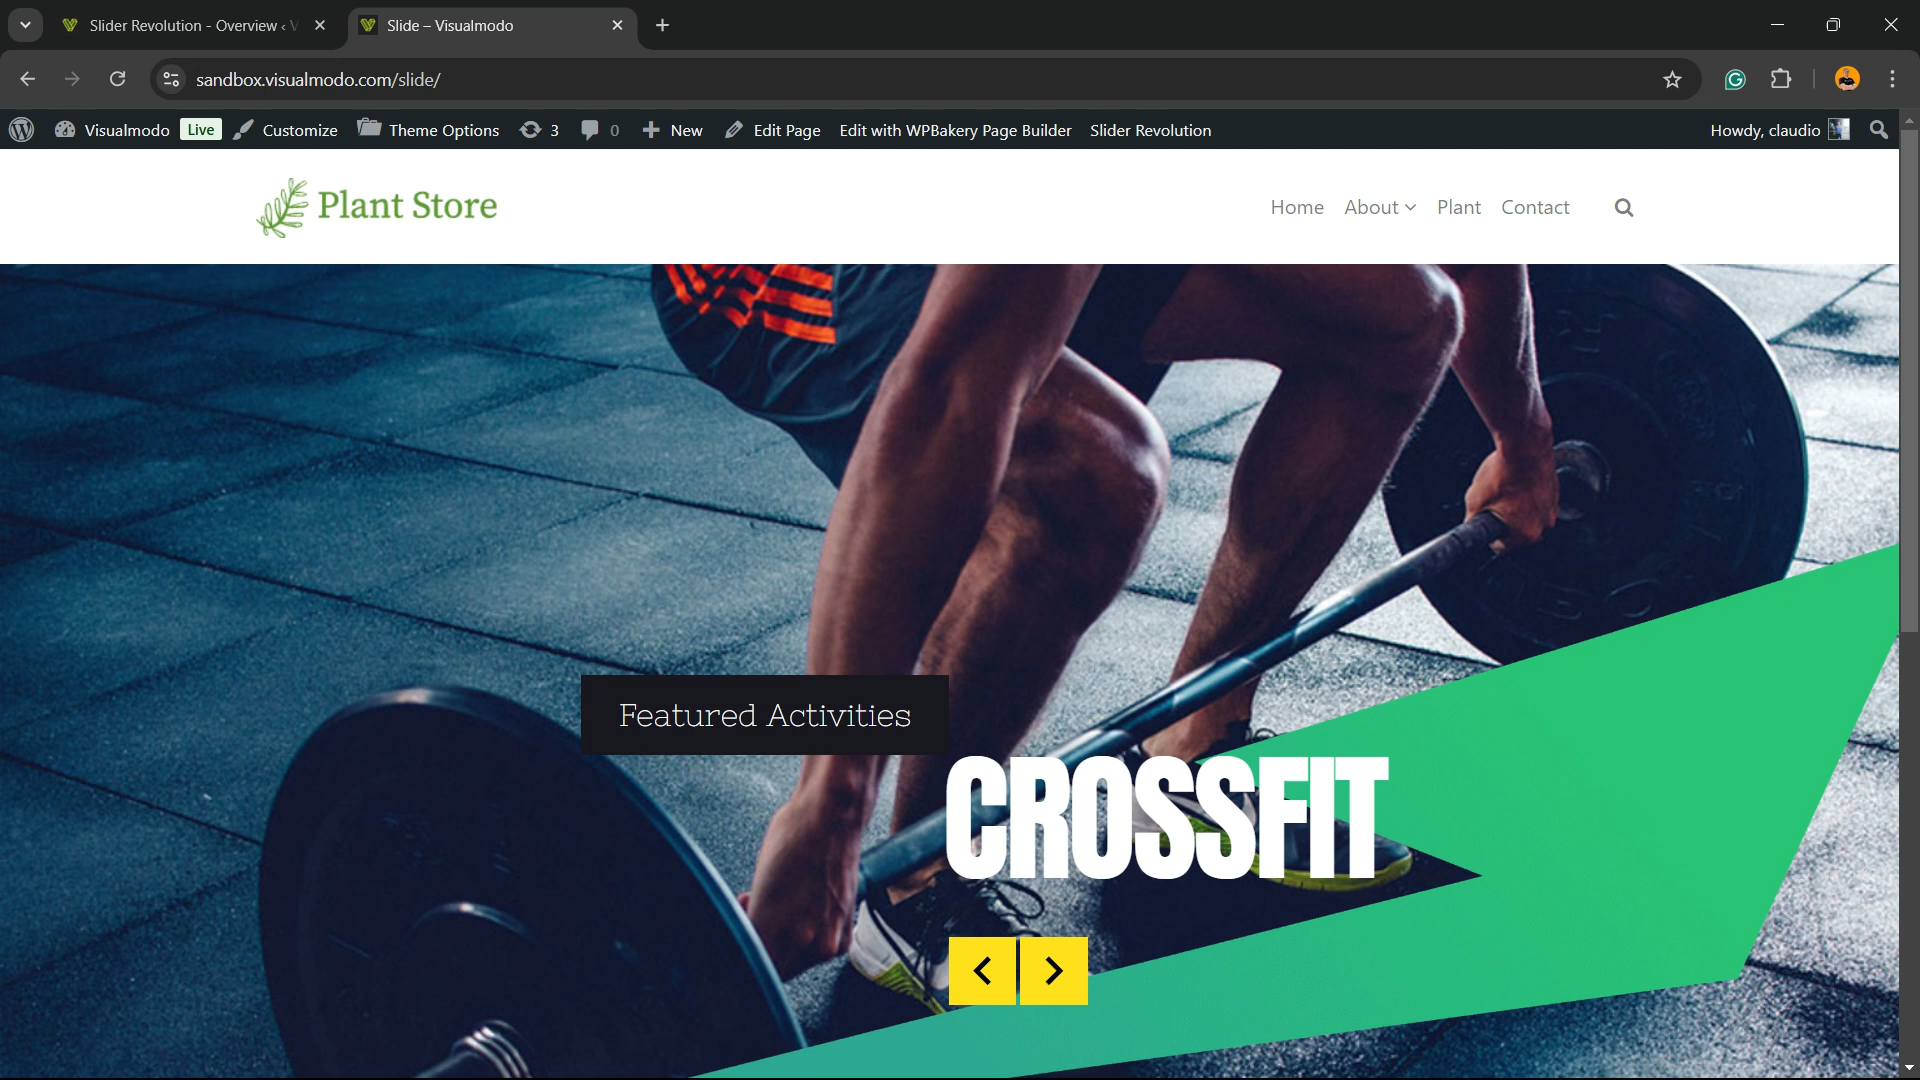 Slider Revolution - Overview ‹ V
Slide – Visualmodo
sandbox.visualmodo.com/slide/
Visualmodo Live Customize Theme Options 3 0 New Edit Page Edit with WPBakery Page Builder Slider Revolution Howdy, claudio
Plant Store
Home About Plant Contact
Featured Activities
CROSSFIT